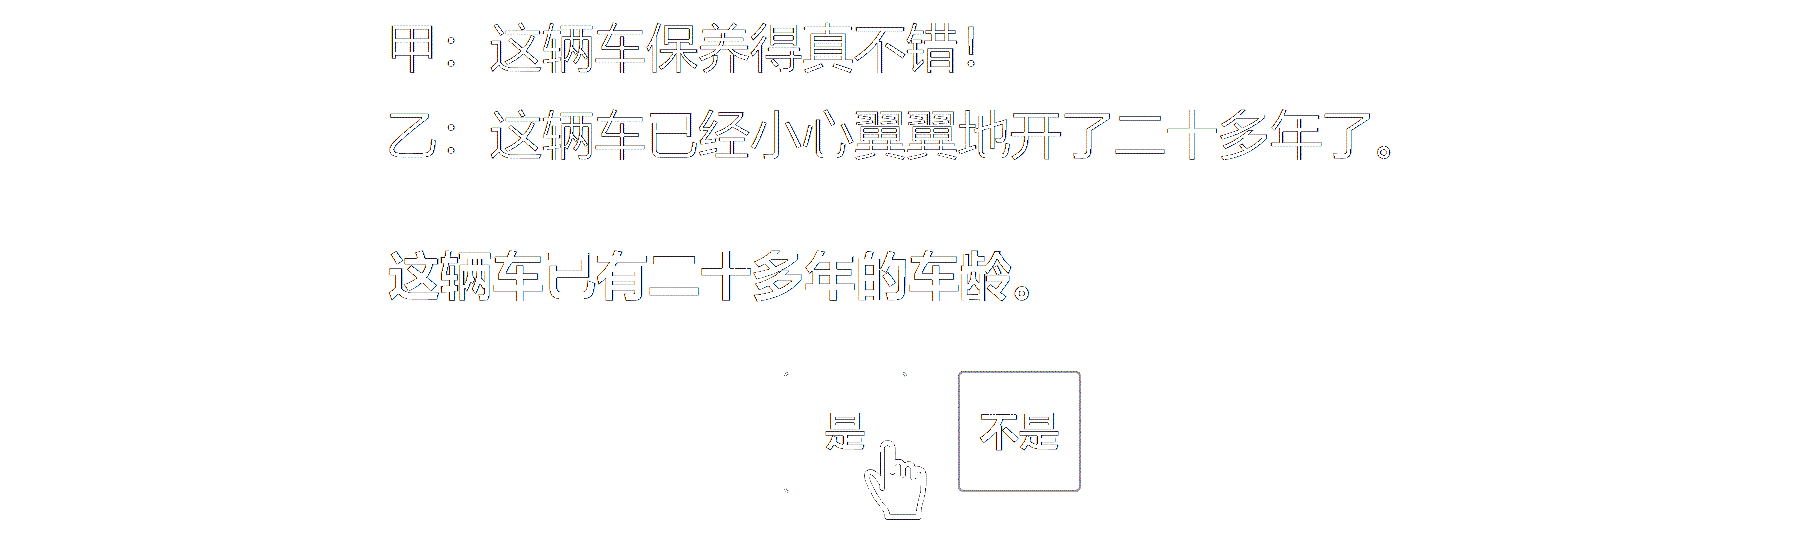 甲：这辆车保养得真不错！
乙：这辆车已经小心翼翼地开了二十多年了。
这辆车已有二十多年的车龄。
是
不是